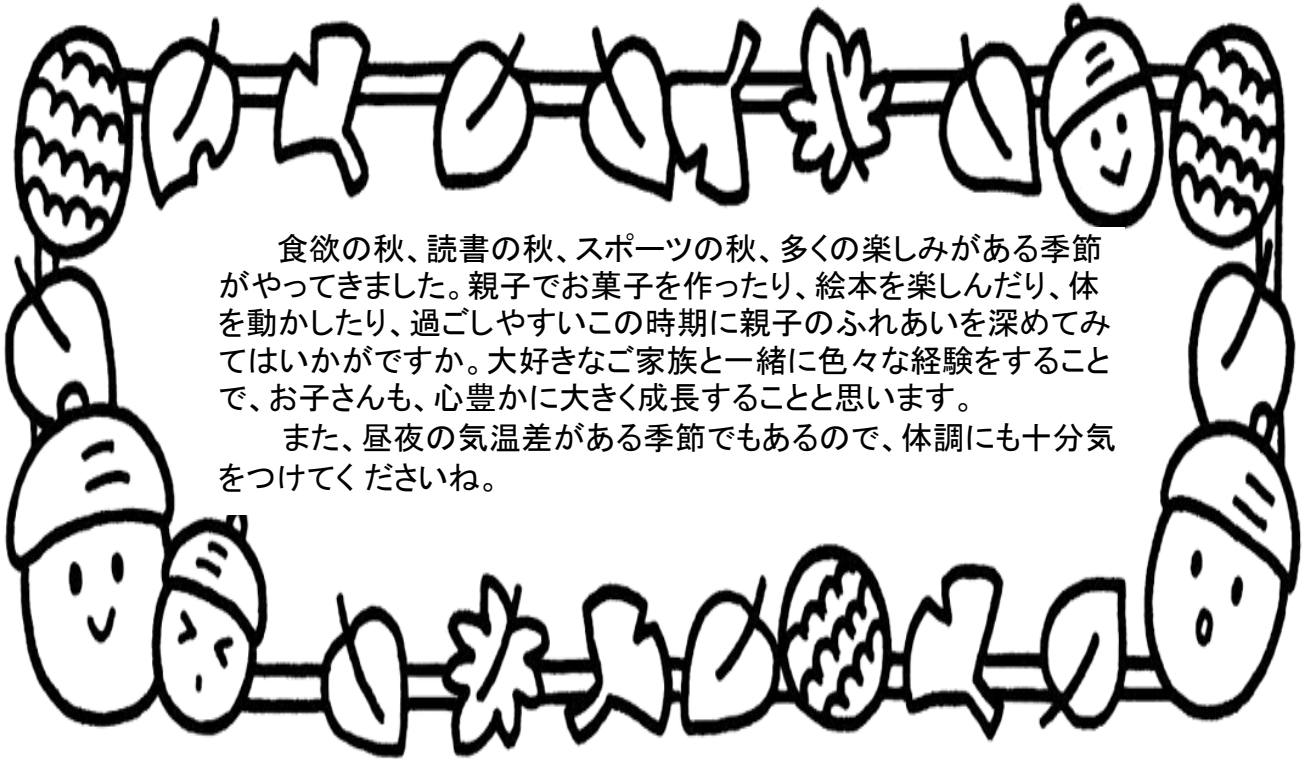 食欲の秋、読書の秋、スポーツの秋、多くの楽しみがある季節
がやってきました。親子でお菓子を作ったり、絵本を楽しんだり、体
を動かしたり、過ごしやすいこの時期に親子のふれあいを深めてみ
てはいかがですか。大好きなご家族と一緒に色々な経験をすること
で、お子さんも、心豊かに大きく成長することと思います。
また、昼夜の気温差がある季節でもあるので、体調にも十分気
をつけてく ださいね。